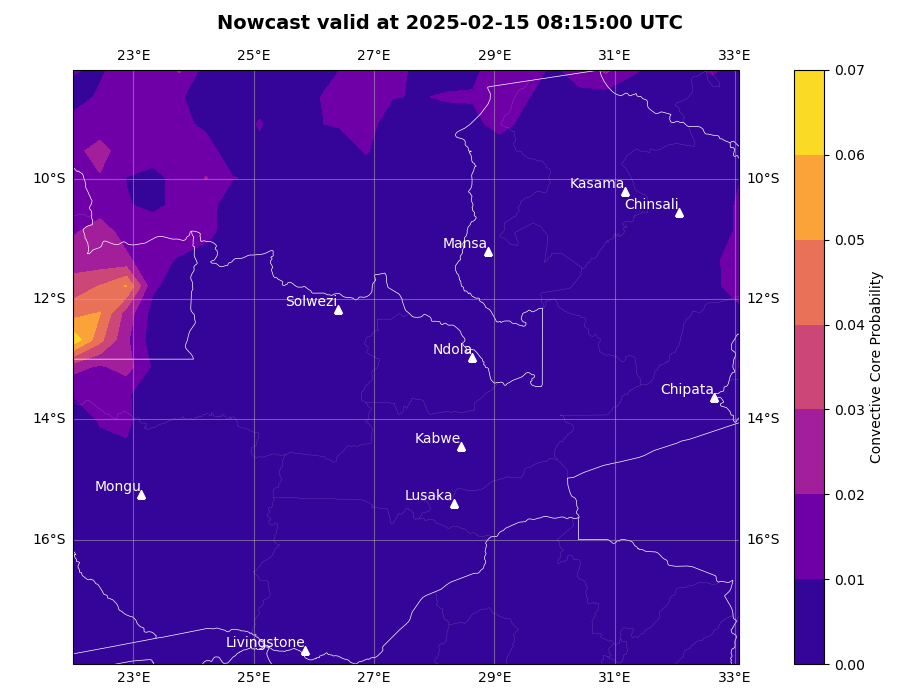 Nowcast valid at 2025-02-15 08:15:00 UTC
23°E 25°E 27°E 29°E 31°E 33°E
0.07
0.06
10°S 10°S
Kasama
Chinsali
0.05
Mansa
12°S 12°S
Solwezi
0.04
Ndola
Chipata
0.03
14°S 14°S
Kabwe
Mongu
Lusaka
0.02
16°S 16°S
0.01
Livingstone
0.00
23°E 25°E 27°E 29°E 31°E 33°E
Convective Core Probability